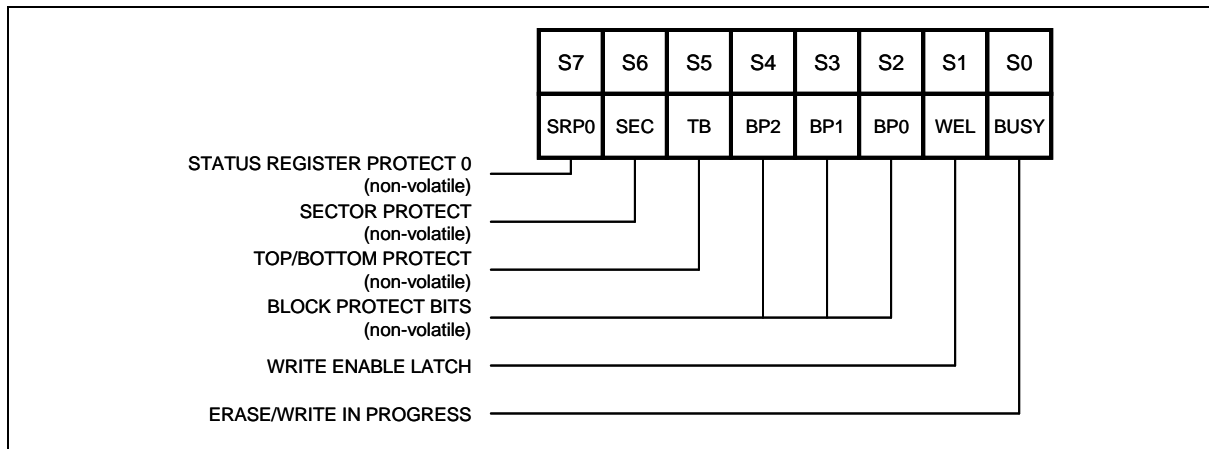 S7 S6 S5 S4 S3 S2 S1 S0
SRP0 SEC TB BP2 BP1 BP0 WEL BUSY
STATUS REGISTER PROTECT 0
(non-volatile)
SECTOR PROTECT
(non-volatile)
TOP/BOTTOM PROTECT
(non-volatile)
BLOCK PROTECT BITS
(non-volatile)
WRITE ENABLE LATCH
ERASE/WRITE IN PROGRESS